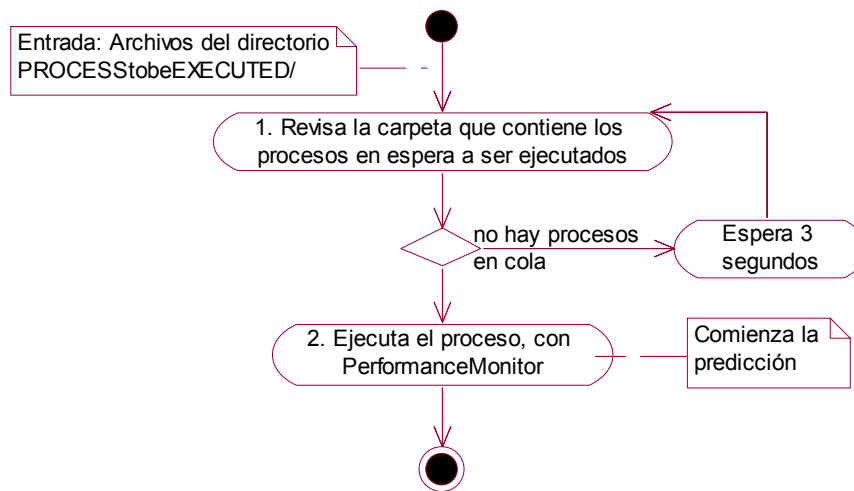 Entrada: Archivos del directorio
PROCESStobeEXECUTED/
1. Revisa la carpeta que contiene los
procesos en espera a ser ejecutados
no hay procesos
en cola
Espera 3
segundos
2. Ejecuta el proceso, con
PerformanceMonitor
Comienza la
predicción